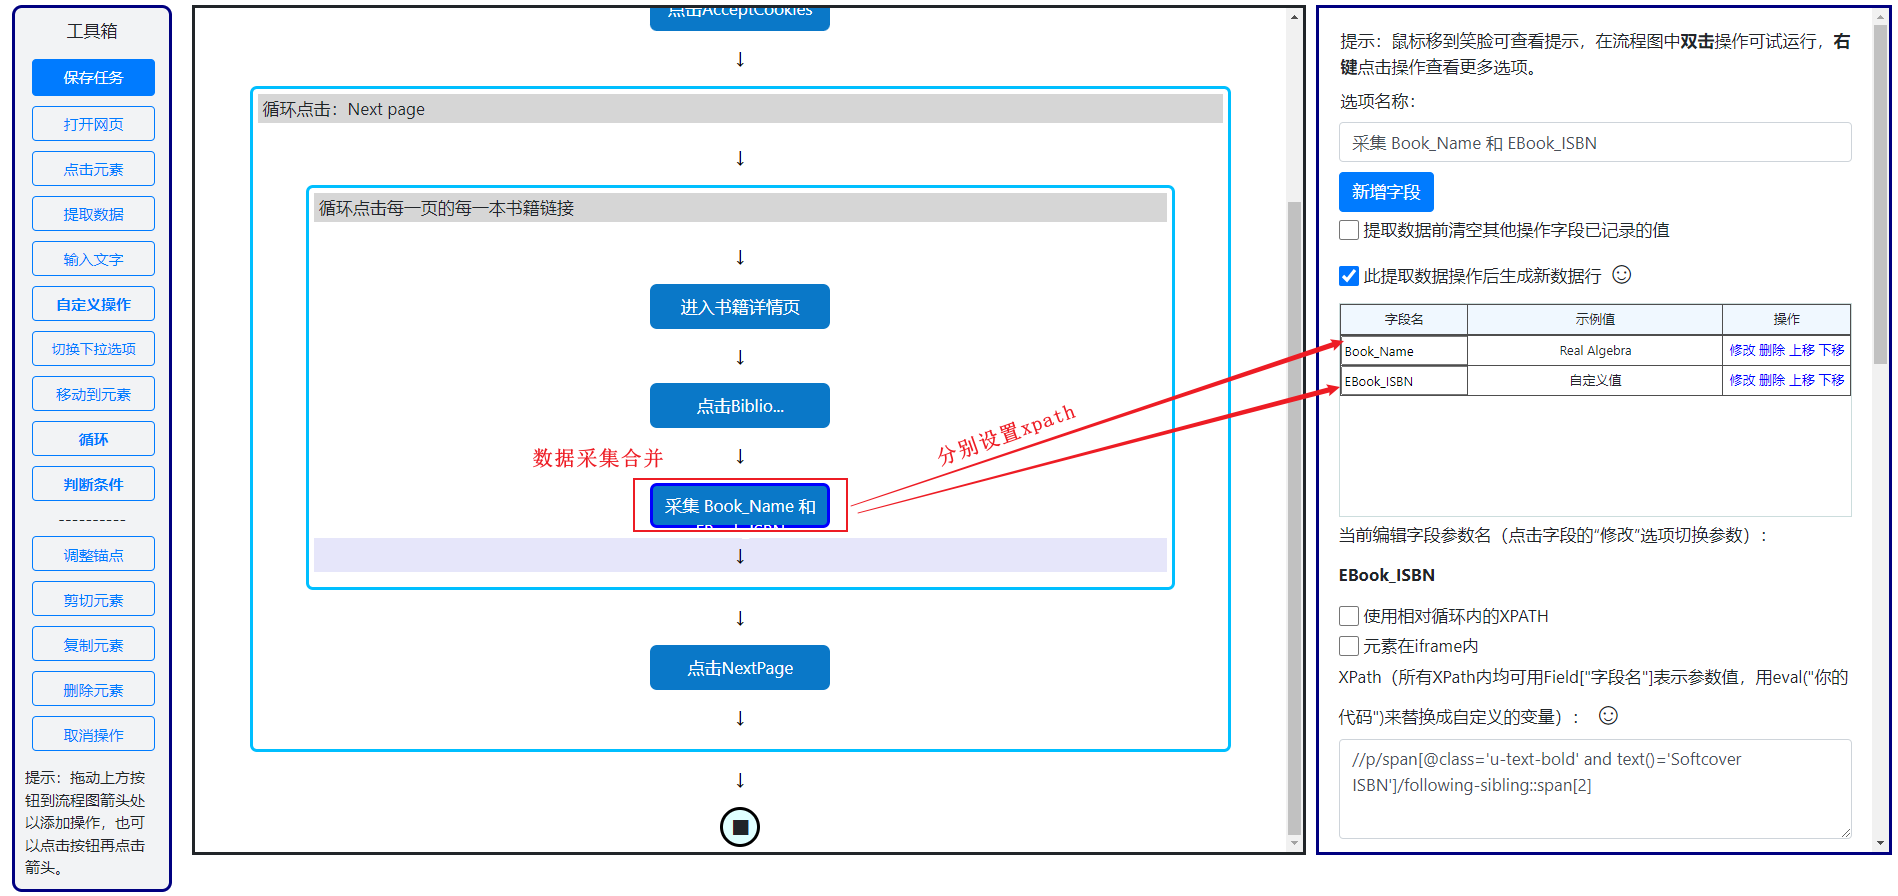 工具箱
保存任务
打开网页
点击元素
提取数据
输入文字
自定义操作
切换下拉选项
移动到元素
循环
判断条件
----------
调整锚点
剪切元素
复制元素
删除元素
取消操作
提示：拖动上方按
钮到流程图箭头处
以添加操作，也可
以点击按钮再点击
箭头。
点击AcceptCookies
↓
循环点击：Next page
↓
循环点击每一页的每一本书籍链接
↓
进入书籍详情页
↓
点击Biblio...
数据采集合并
↓
采集 Book_Name 和
EBook_ISBN
↓
↓
点击NextPage
↓
↓
分别设置xpath
提示：鼠标移到笑脸可查看提示，在流程图中双击操作可试运行，右
键点击操作查看更多选项。
选项名称：
采集 Book_Name 和 EBook_ISBN
新增字段
提取数据前清空其他操作字段已记录的值
此提取数据操作后生成新数据行
字段名 示例值 操作
Book_Name Real Algebra 修改 删除 上移 下移
EBook_ISBN 自定义值 修改 删除 上移 下移
当前编辑字段参数名（点击字段的“修改”选项切换参数）：
EBook_ISBN
使用相对循环内的XPATH
元素在iframe内
XPath（所有XPath内均可用Field["字段名"]表示参数值，用eval("你的
代码")来替换成自定义的变量）：
//p/span[@class='u-text-bold' and text()='Softcover
ISBN']/following-sibling::span[2]